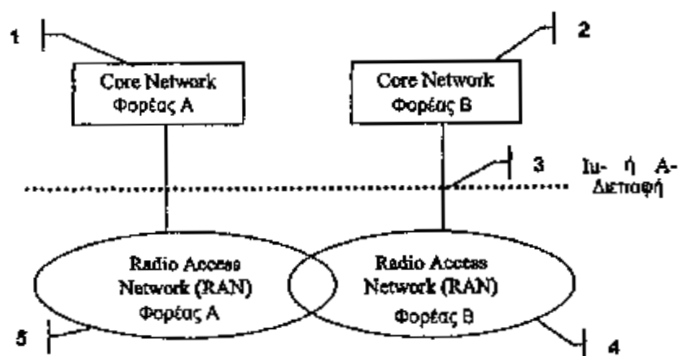 1
2
Core Network
Φορέας A
Core Network
Φορέας B
3
Iu- ή A-
Διεπαφή
Radio Access
Network (RAN)
Φορέας A
Radio Access
Network (RAN)
Φορέας B
5
4